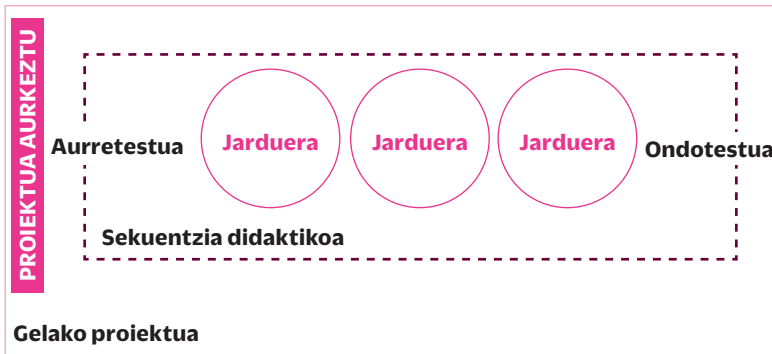 PROIEKTUA AURKEZTU
Aurretestua
Jarduera
Jarduera
Jarduera
Ondotestua
Sekuentzia didaktikoa
Gelako proiektua